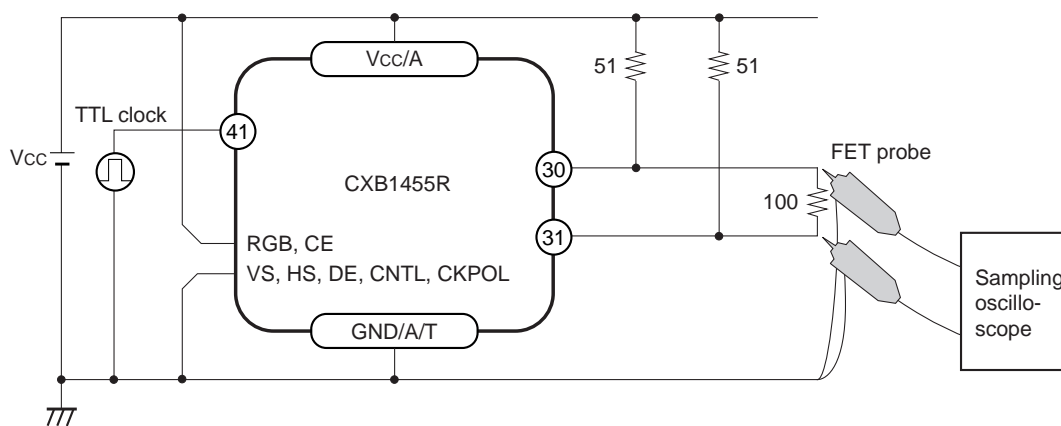 Vcc/A
51
51
TTL clock
41
Vcc
FET probe
30
CXB1455R
100
31
RGB, CE
VS, HS, DE, CNTL, CKPOL
Sampling
oscillo-
scope
GND/A/T